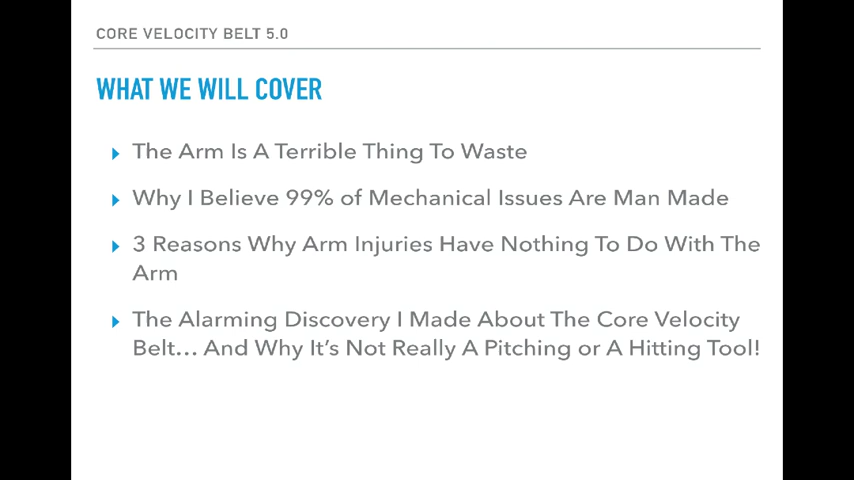 CORE VELOCITY BELT 5.0
WHAT WE WILL COVER
The Arm Is A Terrible Thing To Waste
Why I Believe 99% of Mechanical Issues Are Man Made
3 Reasons Why Arm Injuries Have Nothing To Do With The
Arm
The Alarming Discovery I Made About The Core Velocity
Belt... And Why It's Not Really A Pitching or A Hitting Tool!